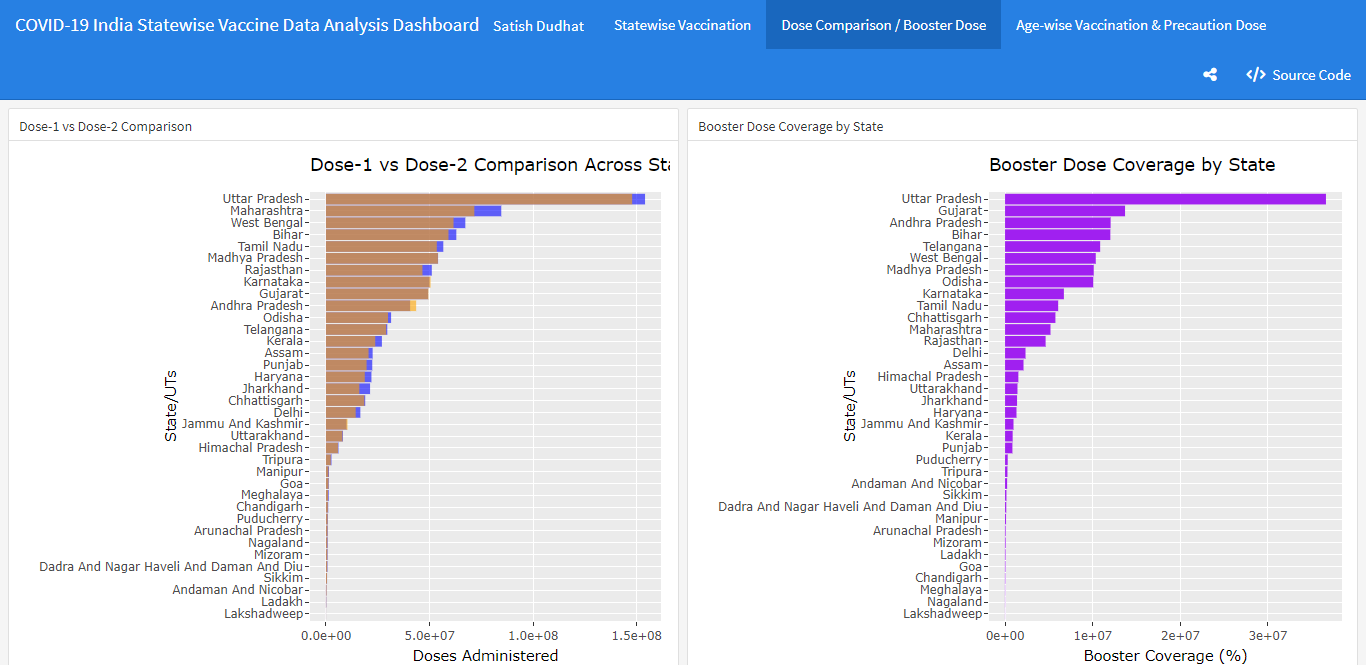 COVID-19 India Statewise Vaccine Data Analysis Dashboard Satish Dudhat Statewise Vaccination Dose Comparison / Booster Dose Age-wise Vaccination & Precaution Dose
</> Source Code
Dose-1 vs Dose-2 Comparison
Dose-1 vs Dose-2 Comparison Across Sta
State/UTs
Uttar Pradesh
Maharashtra
West Bengal
Bihar
Tamil Nadu
Madhya Pradesh
Rajasthan
Karnataka
Gujarat
Andhra Pradesh
Odisha
Telangana
Kerala
Assam
Punjab
Haryana
Jharkhand
Chhattisgarh
Delhi
Jammu And Kashmir
Uttarakhand
Himachal Pradesh
Tripura
Manipur
Goa
Meghalaya
Chandigarh
Puducherry
Arunachal Pradesh
Nagaland
Mizoram
Dadra And Nagar Haveli And Daman And Diu
Sikkim
Andaman And Nicobar
Ladakh
Lakshadweep
0.0e+00 5.0e+07 1.0e+08 1.5e+08
Doses Administered
Booster Dose Coverage by State
Booster Dose Coverage by State
State/UTs
Uttar Pradesh
Gujarat
Andhra Pradesh
Bihar
Telangana
West Bengal
Madhya Pradesh
Odisha
Karnataka
Tamil Nadu
Chhattisgarh
Maharashtra
Rajasthan
Delhi
Assam
Himachal Pradesh
Uttarakhand
Jharkhand
Haryana
Jammu And Kashmir
Kerala
Punjab
Puducherry
Tripura
Andaman And Nicobar
Sikkim
Dadra And Nagar Haveli And Daman And Diu
Manipur
Arunachal Pradesh
Mizoram
Ladakh
Goa
Chandigarh
Meghalaya
Nagaland
Lakshadweep
0e+00 1e+07 2e+07 3e+07
Booster Coverage (%)